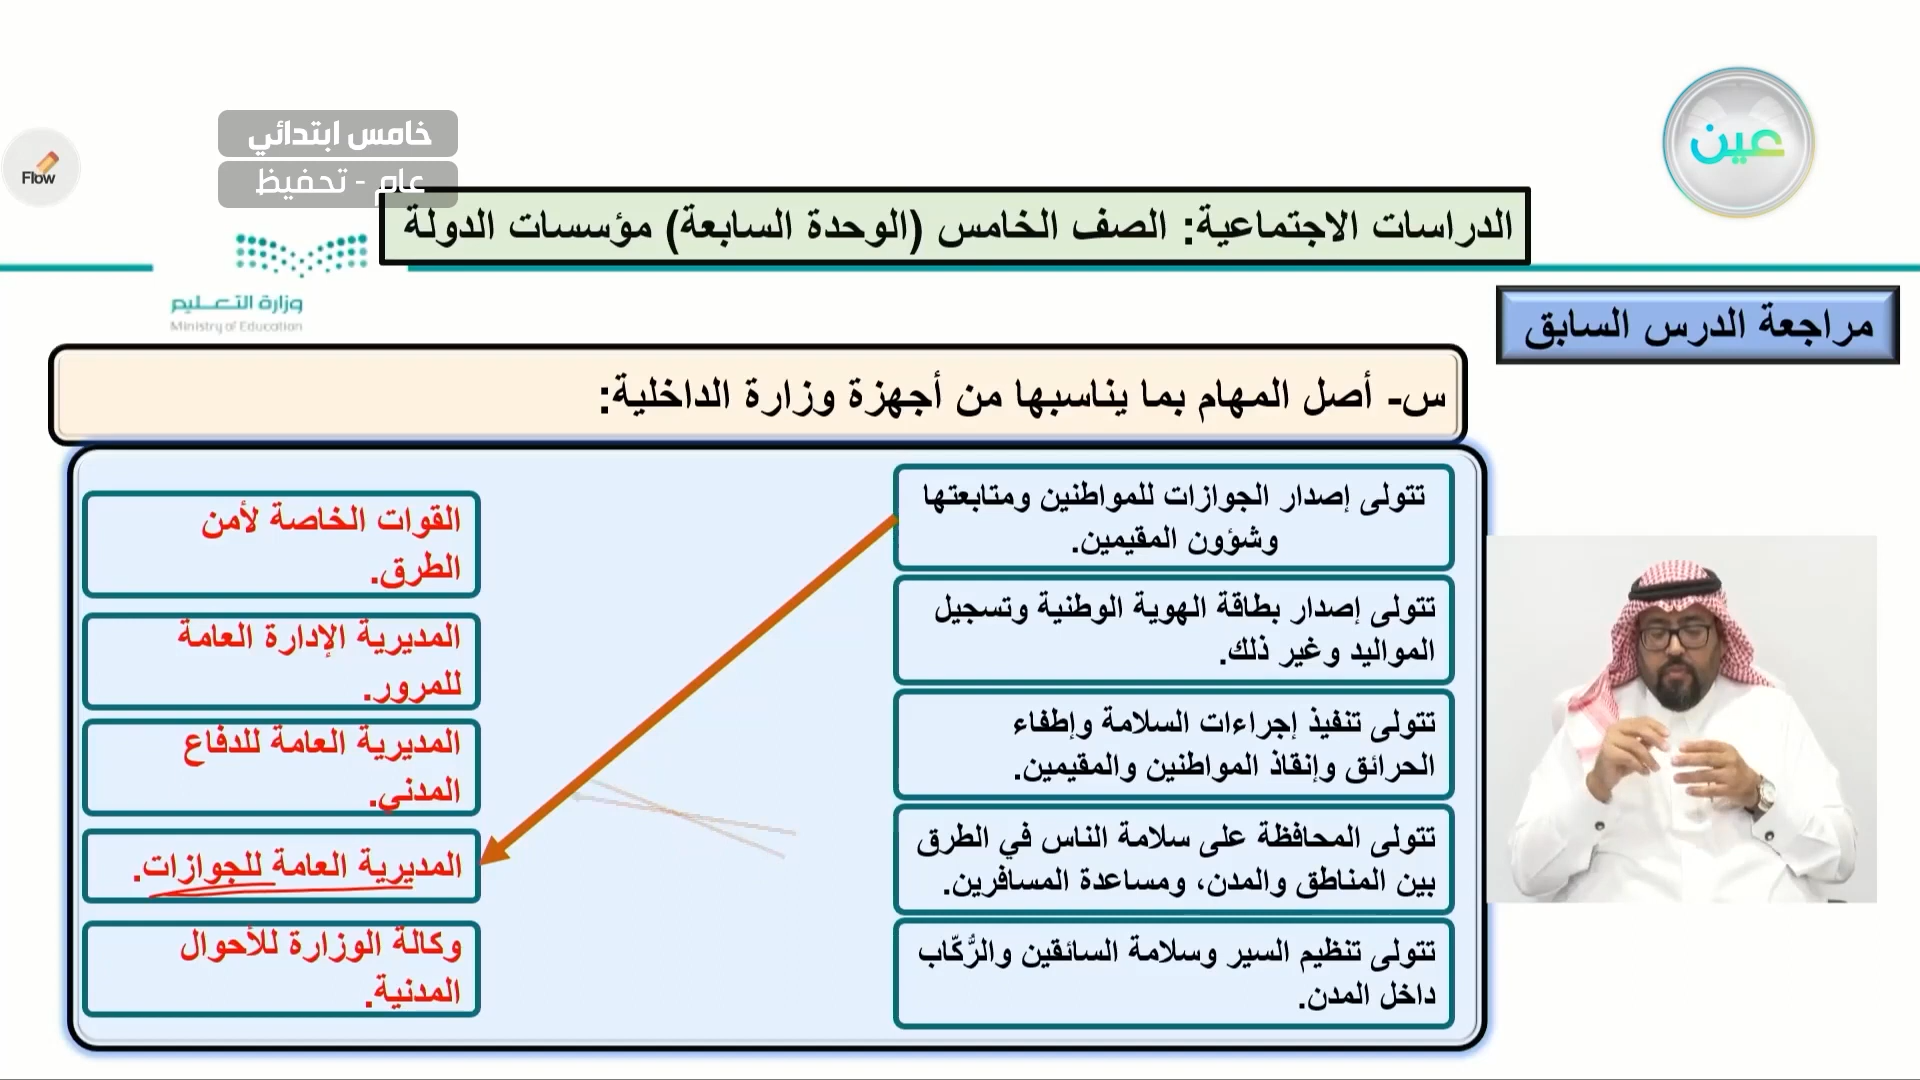 عين
خامس ابتدائي
عام - تحفيظ
Flow
الدراسات الاجتماعية: الصف الخامس (الوحدة السابعة) مؤسسات الدولة
وزارة التعليم
Ministry of Education
مراجعة الدرس السابق
س- أصل المهام بما يناسبها من أجهزة وزارة الداخلية:
تتولى إصدار الجوازات للمواطنين ومتابعتها
وشؤون المقيمين.
تتولى إصدار بطاقة الهوية الوطنية وتسجيل
المواليد وغير ذلك.
تتولى تنفيذ إجراءات السلامة وإطفاء
الحرائق وإنقاذ المواطنين والمقيمين.
تتولى المحافظة على سلامة الناس في الطرق
بين المناطق والمدن، ومساعدة المسافرين.
تتولى تنظيم السير وسلامة السائقين والرُّكّاب
داخل المدن.
القوات الخاصة لأمن
الطرق.
المديرية الإدارة العامة
للمرور.
المديرية العامة للدفاع
المدني.
المديرية العامة للجوازات.
وكالة الوزارة للأحوال
المدنية.